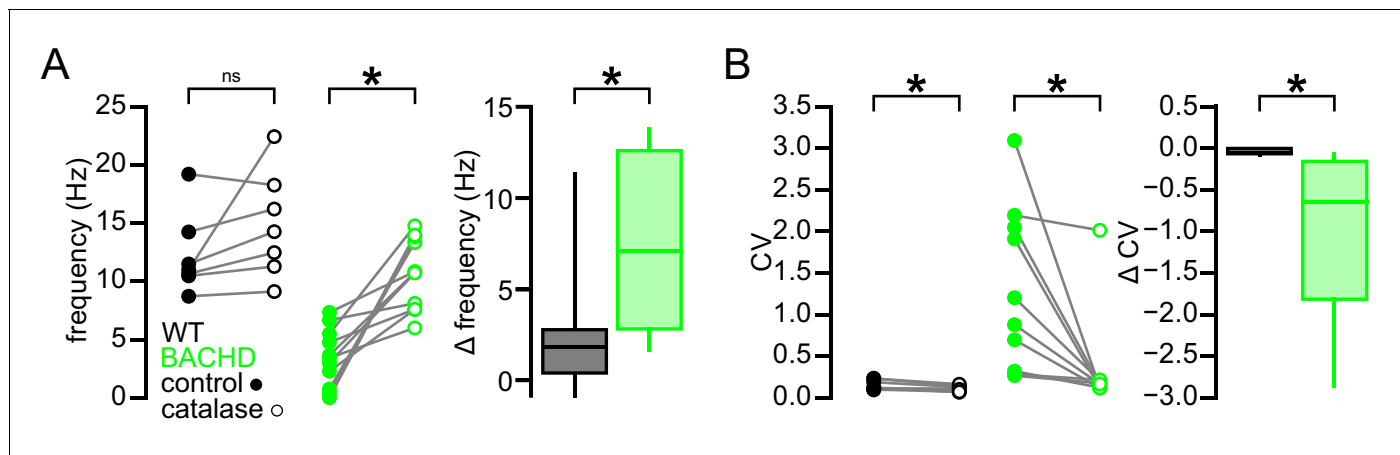 A
ns
*
*
frequency (Hz)
25
20
15
10
5
0
WT
BACHD
control
catalase
Δ frequency (Hz)
15
10
5
0
B
*
*
*
CV
3.5
3.0
2.5
2.0
1.5
1.0
0.5
0.0
Δ CV
0.5
0.0
−0.5
−1.0
−1.5
−2.0
−2.5
−3.0